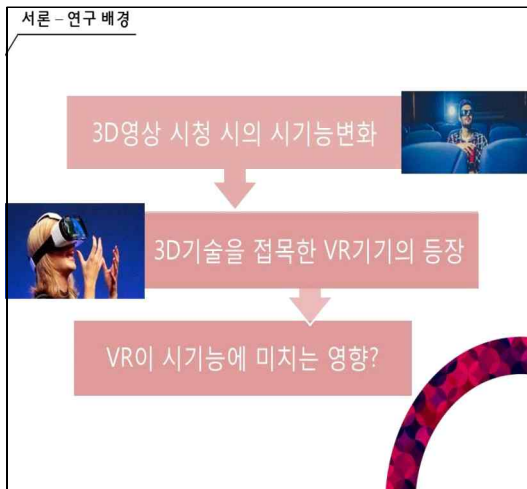 서론 – 연구 배경
3D영상 시청 시의 시기능변화
3D기술을 접목한 VR기기의 등장
VR이 시기능에 미치는 영향?